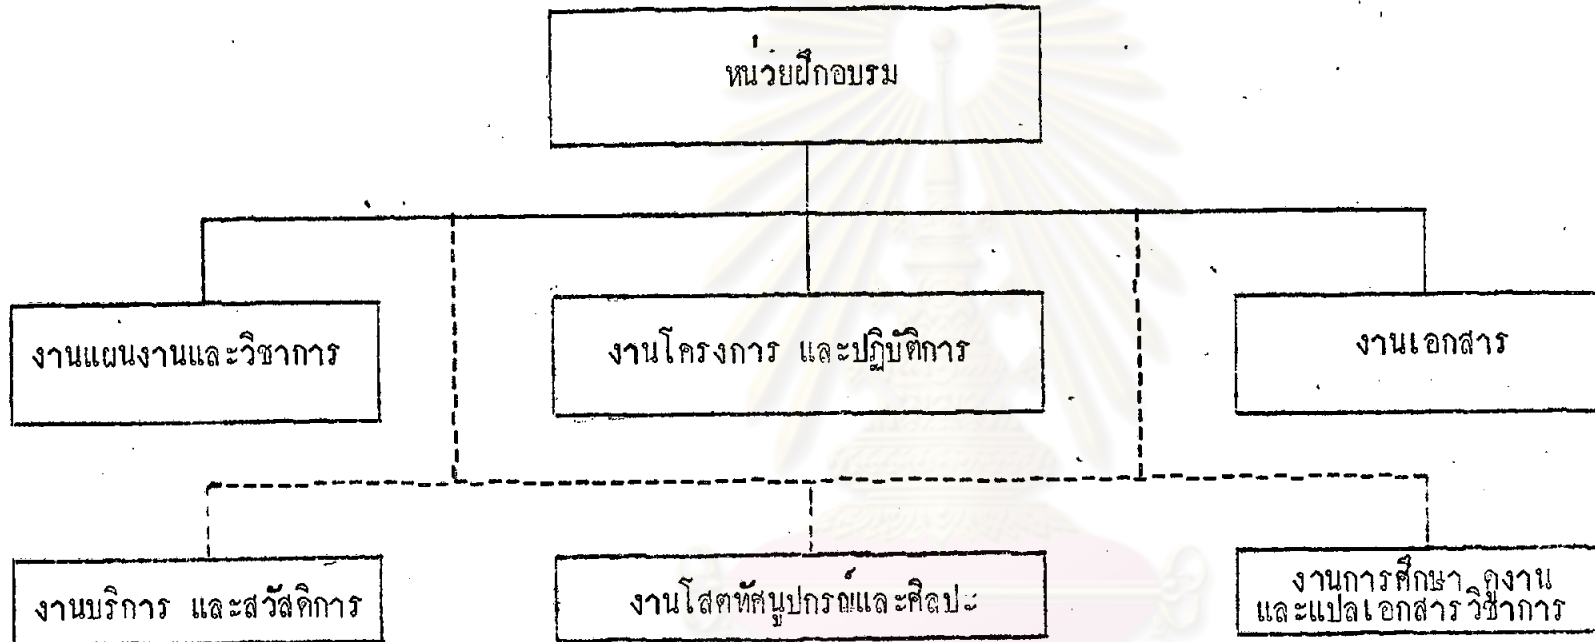 หน่วยฝึกอบรม
งานแผนงานและวิชาการ
งานโครงการ และปฏิบัติการ
งานเอกสาร
งานบริการ และสวัสดิการ
งานโสตทัศนูปกรณ์และศิลปะ
งานการศึกษา ดูงาน
และแปลเอกสารวิชาการ